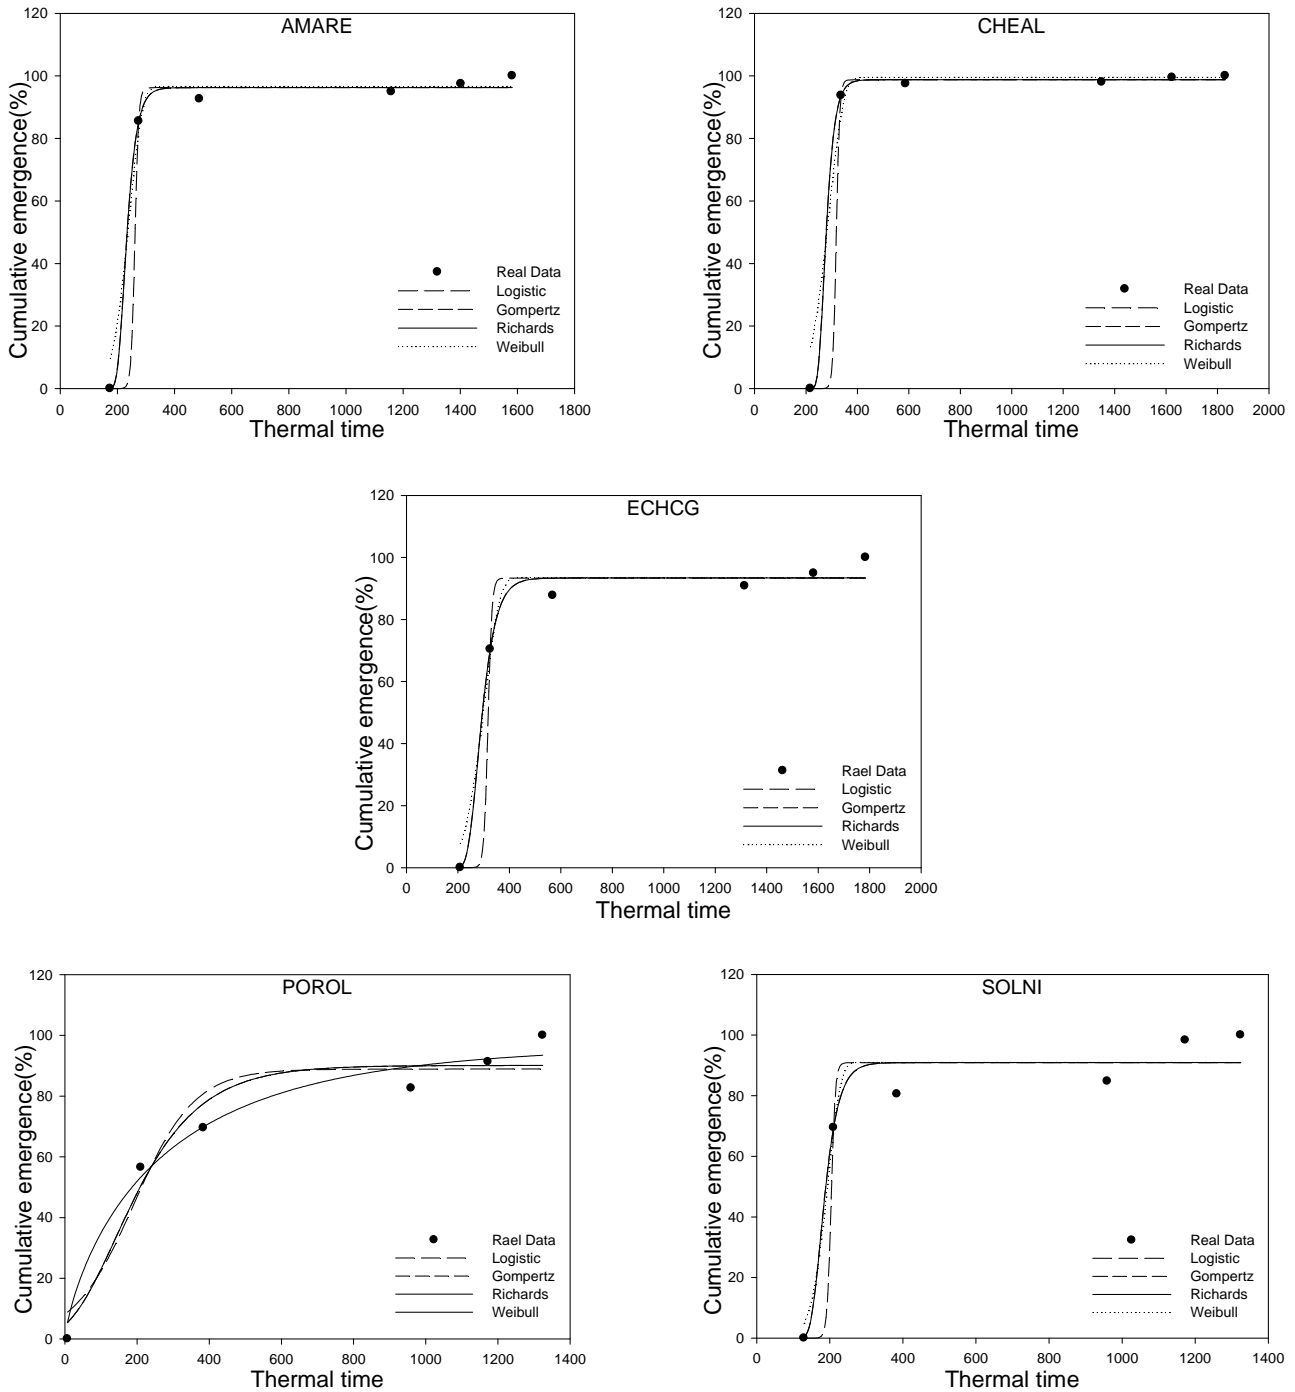 AMARE
Cumulative emergence(%)
120
100
80
60
40
20
0
Real Data
Logistic
Gompertz
Richards
Weibull
0 200 400 600 800 1000 1200 1400 1600 1800
Thermal time
CHEAL
Cumulative emergence(%)
120
100
80
60
40
20
0
Real Data
Logistic
Gompertz
Richards
Weibull
0 200 400 600 800 1000 1200 1400 1600 1800 2000
Thermal time
ECHCG
Cumulative emergence(%)
120
100
80
60
40
20
0
Rael Data
Logistic
Gompertz
Richards
Weibull
0 200 400 600 800 1000 1200 1400 1600 1800 2000
Thermal time
POROL
Cumulative emergence(%)
120
100
80
60
40
20
0
Rael Data
Logistic
Gompertz
Richards
Weibull
0 200 400 600 800 1000 1200 1400
Thermal time
SOLNI
Cumulative emergence(%)
120
100
80
60
40
20
0
Real Data
Logistic
Gompertz
Richards
Weibull
0 200 400 600 800 1000 1200 1400
Thermal time